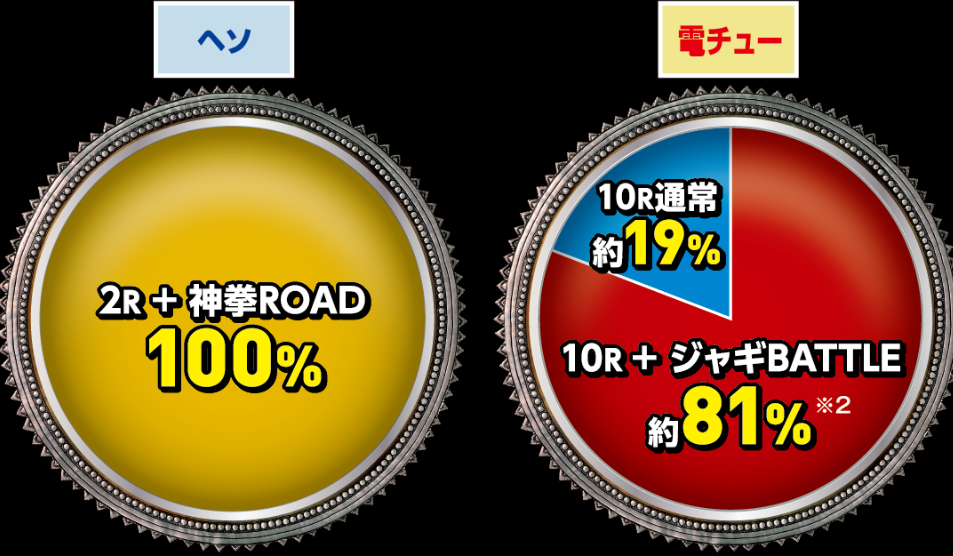 ヘソ
2R + 神拳ROAD
100%
電チュー
10R通常
約19%
10R + ジャギBATTLE
約81% ※2